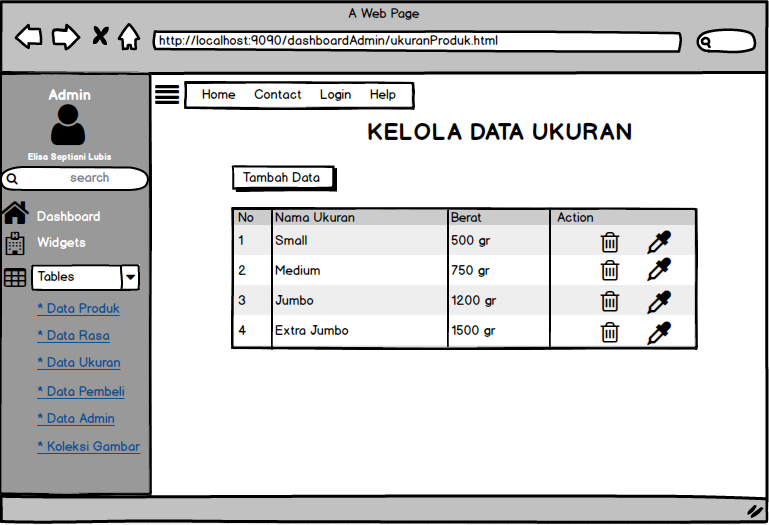 A Web Page
http://localhost:9090/dashboardAdmin/ukuranProduk.html
Admin
Elisa Septiani Lubis
search
Dashboard
Widgets
Tables
* Data Produk
* Data Rasa
* Data Ukuran
* Data Pembeli
* Data Admin
* Koleksi Gambar
Home Contact Login Help
KELOLA DATA UKURAN
Tambah Data
No Nama Ukuran Berat Action
1 Small 500 gr
2 Medium 750 gr
3 Jumbo 1200 gr
4 Extra Jumbo 1500 gr